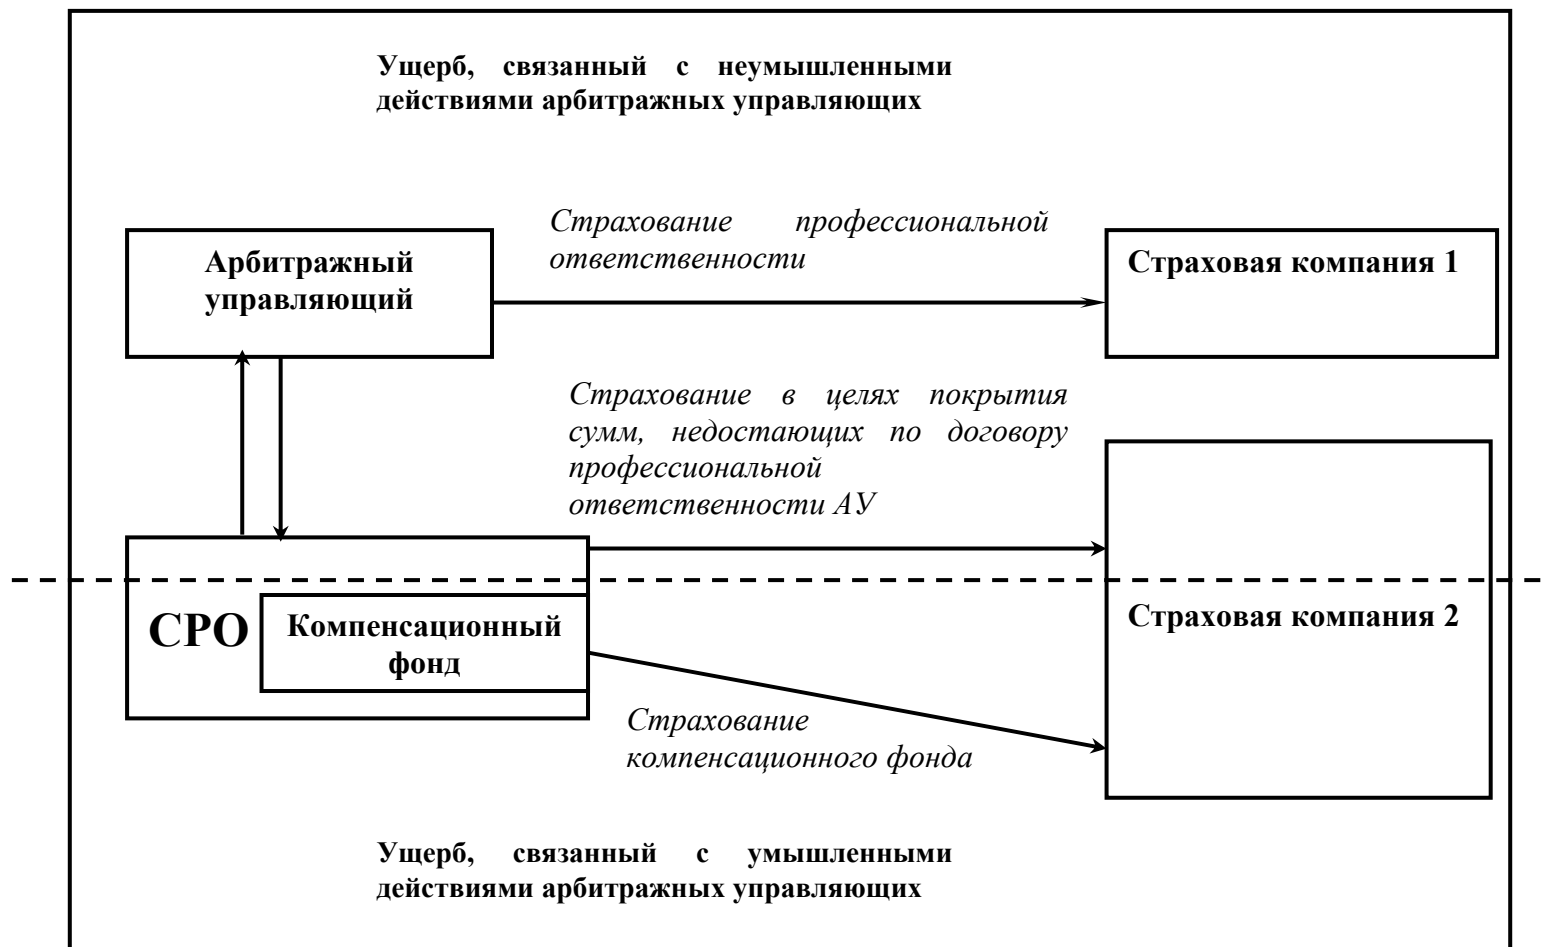 Ущерб, связанный с неумышленными
действиями арбитражных управляющих
Страхование профессиональной
ответственности
Арбитражный
управляющий
Страховая компания 1
Страхование в целях покрытия
сумм, недостающих по договору
профессиональной
ответственности АУ
СРО
Компенсационный
фонд
Страховая компания 2
Страхование
компенсационного фонда
Ущерб, связанный с умышленными
действиями арбитражных управляющих